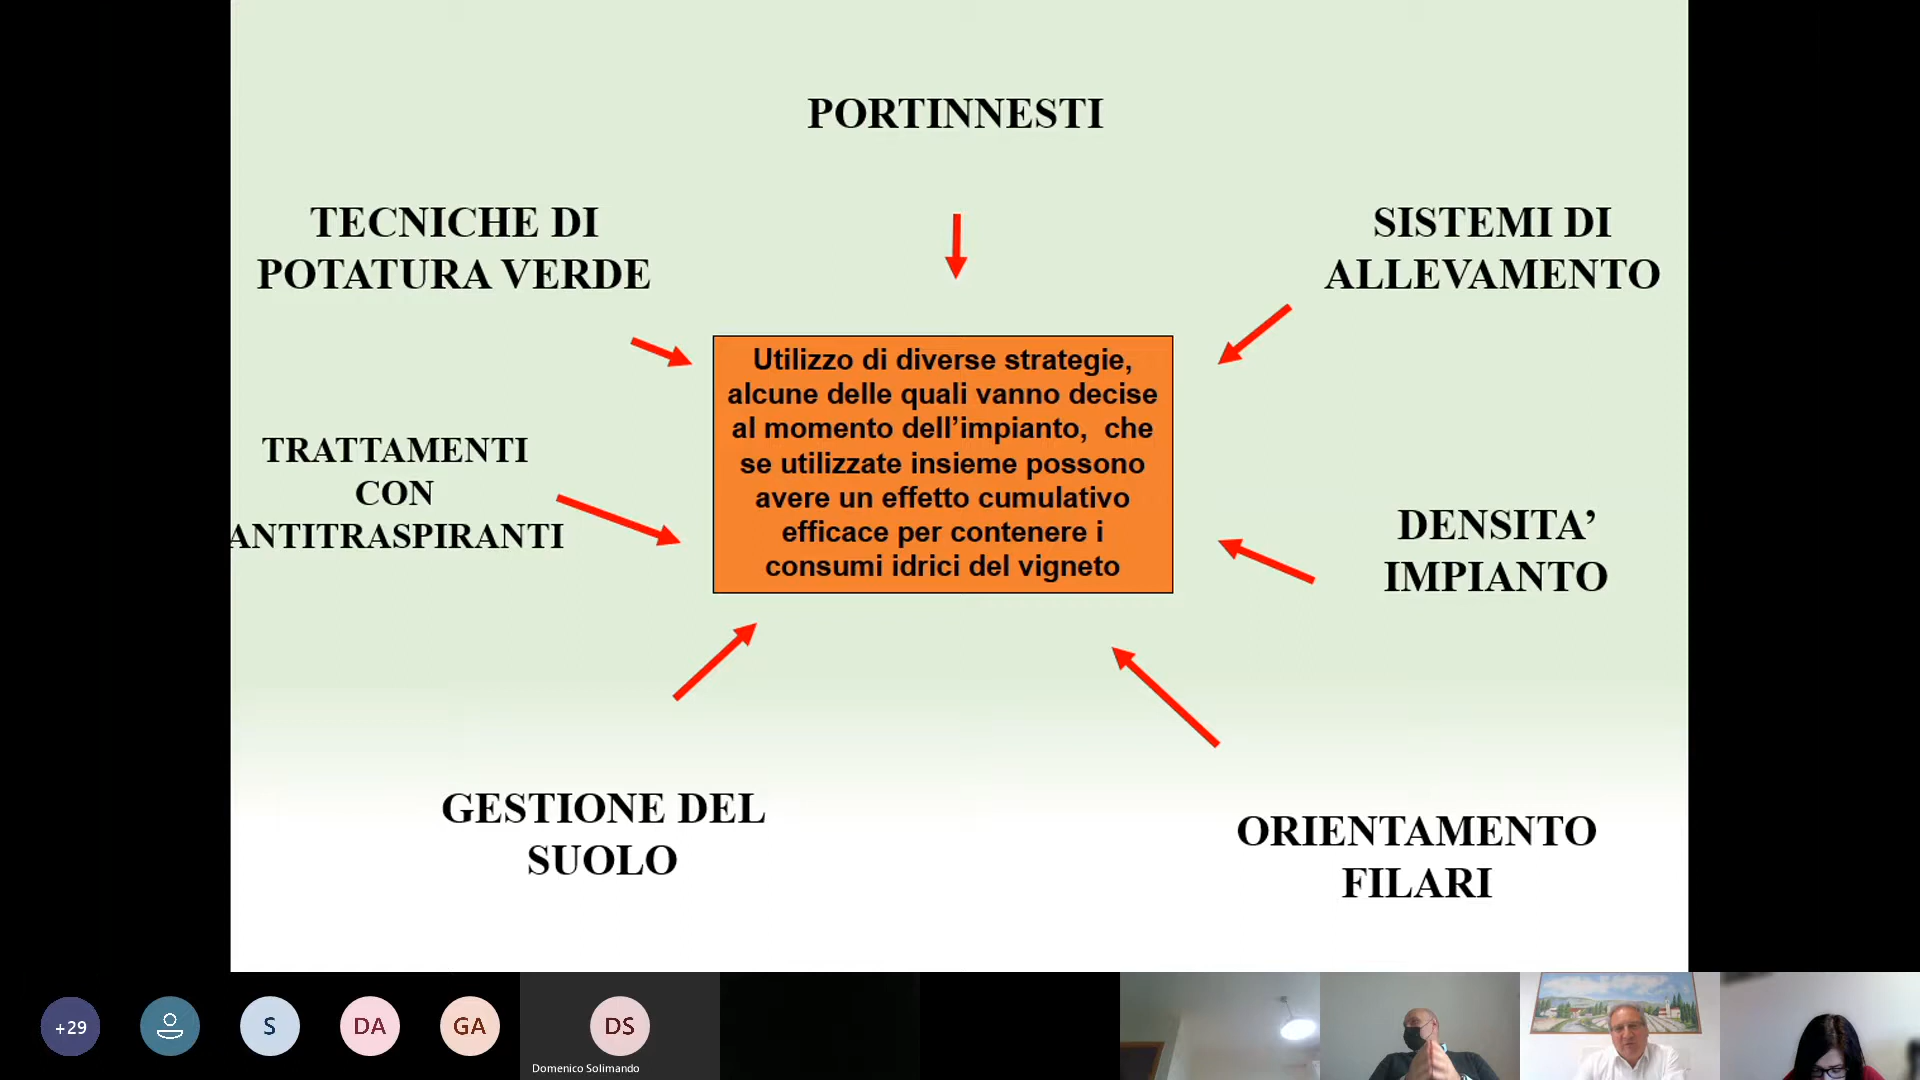 PORTINNESTI
TECNICHE DI
POTATURA VERDE
SISTEMI DI
ALLEVAMENTO
Utilizzo di diverse strategie,
alcune delle quali vanno decise
al momento dell’impianto, che
se utilizzate insieme possono
avere un effetto cumulativo
efficace per contenere i
consumi idrici del vigneto
TRATTAMENTI
CON
ANTITRASPIRANTI
DENSITA’
IMPIANTO
GESTIONE DEL
SUOLO
ORIENTAMENTO
FILARI
+29
S
DA
GA
DS
Domenico Solimando